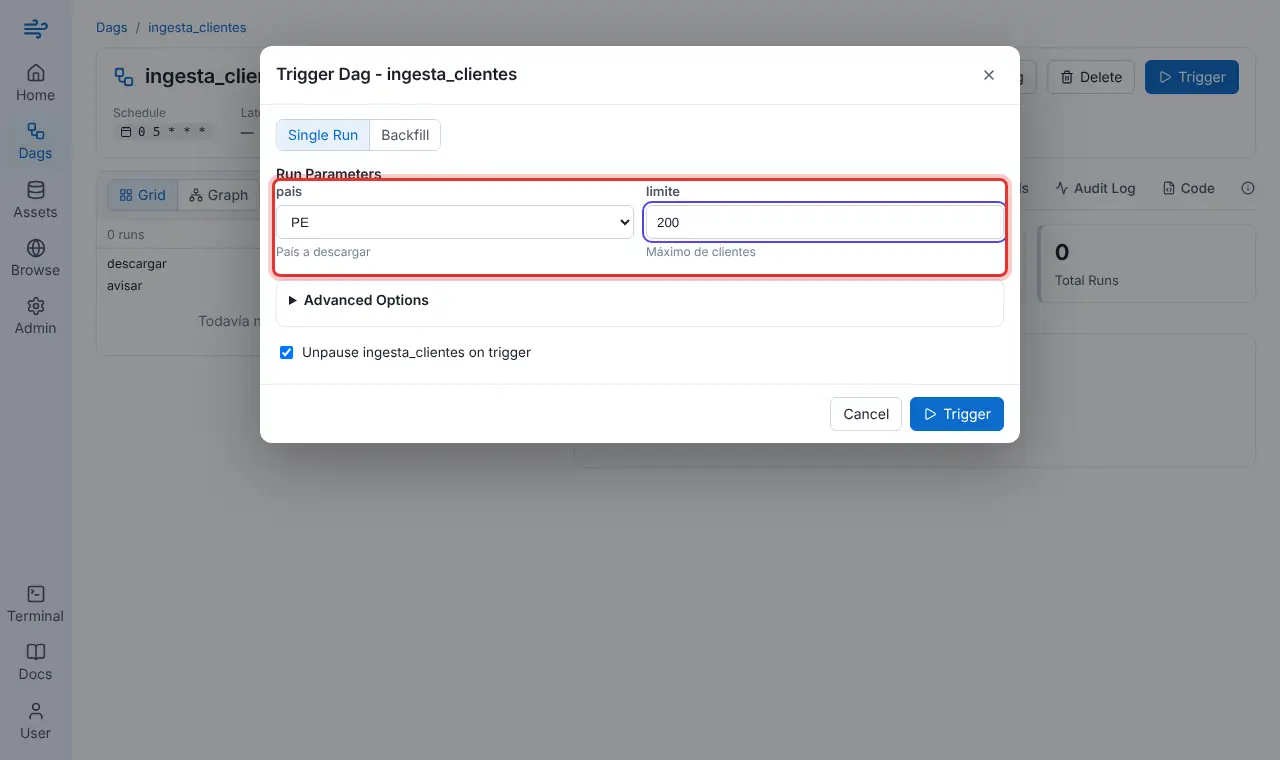 Dags / ingesta_clientes
Home
Dags
Assets
Browse
Admin
Terminal
Docs
User
ingesta_clie
Schedule
0 5 * * *
—
Delete
Trigger
Grid
Graph
Audit Log
Code
0 runs
descargar
avisar
Todavía
0
Total Runs
Trigger Dag - ingesta_clientes
Single Run
Backfill
Run Parameters
pais
limite
PE
200
País a descargar
Máximo de clientes
Advanced Options
Unpause ingesta_clientes on trigger
Cancel
Trigger